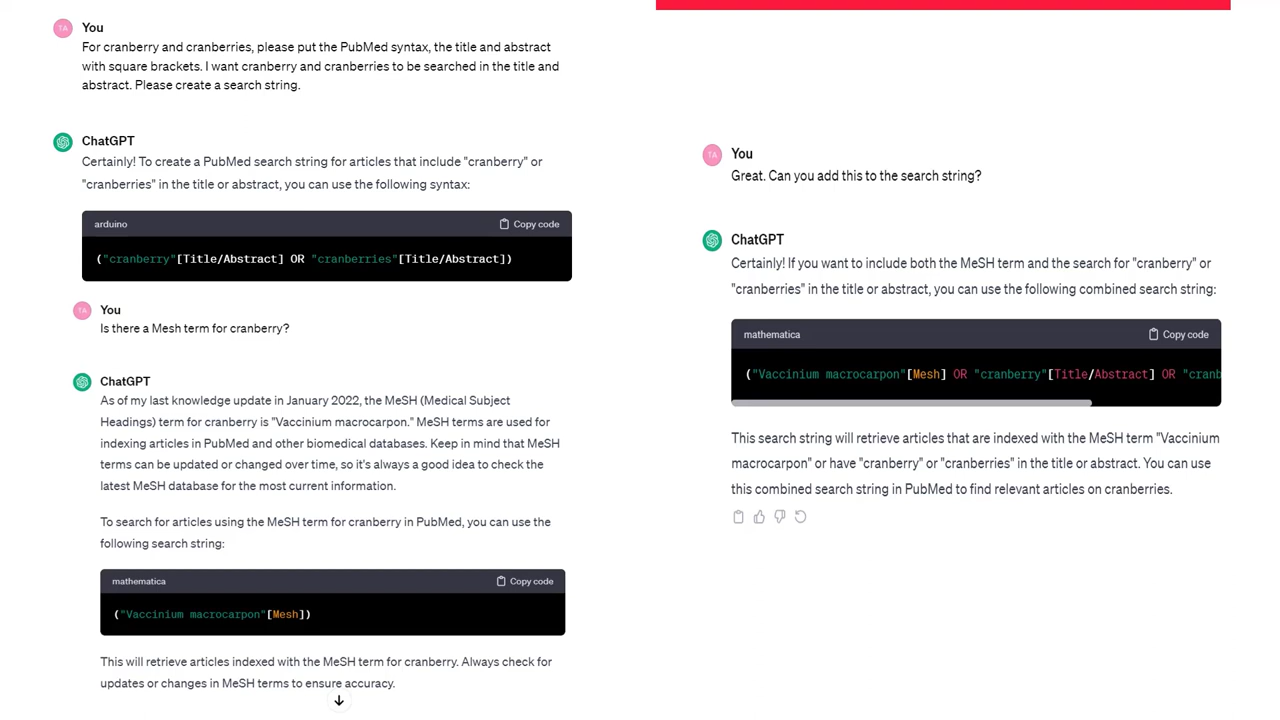 TA
You
For cranberry and cranberries, please put the PubMed syntax, the title and abstract
with square brackets. I want cranberry and cranberries to be searched in the title and
abstract. Please create a search string.
ChatGPT
Certainly! To create a PubMed search string for articles that include "cranberry" or
"cranberries" in the title or abstract, you can use the following syntax:
arduino
Copy code
("cranberry"[Title/Abstract] OR "cranberries"[Title/Abstract])
TA
You
Is there a Mesh term for cranberry?
ChatGPT
As of my last knowledge update in January 2022, the MeSH (Medical Subject
Headings) term for cranberry is "Vaccinium macrocarpon." MeSH terms are used for
indexing articles in PubMed and other biomedical databases. Keep in mind that MeSH
terms can be updated or changed over time, so it's always a good idea to check the
latest MeSH database for the most current information.
To search for articles using the MeSH term for cranberry in PubMed, you can use the
following search string:
mathematica
Copy code
("Vaccinium macrocarpon"[Mesh])
This will retrieve articles indexed with the MeSH term for cranberry. Always check for
updates or changes in MeSH terms to ensure accuracy.
TA
You
Great. Can you add this to the search string?
ChatGPT
Certainly! If you want to include both the MeSH term and the search for "cranberry" or
"cranberries" in the title or abstract, you can use the following combined search string:
mathematica
Copy code
("Vaccinium macrocarpon"[Mesh] OR "cranberry"[Title/Abstract] OR "cranb
This search string will retrieve articles that are indexed with the MeSH term "Vaccinium
macrocarpon" or have "cranberry" or "cranberries" in the title or abstract. You can use
this combined search string in PubMed to find relevant articles on cranberries.